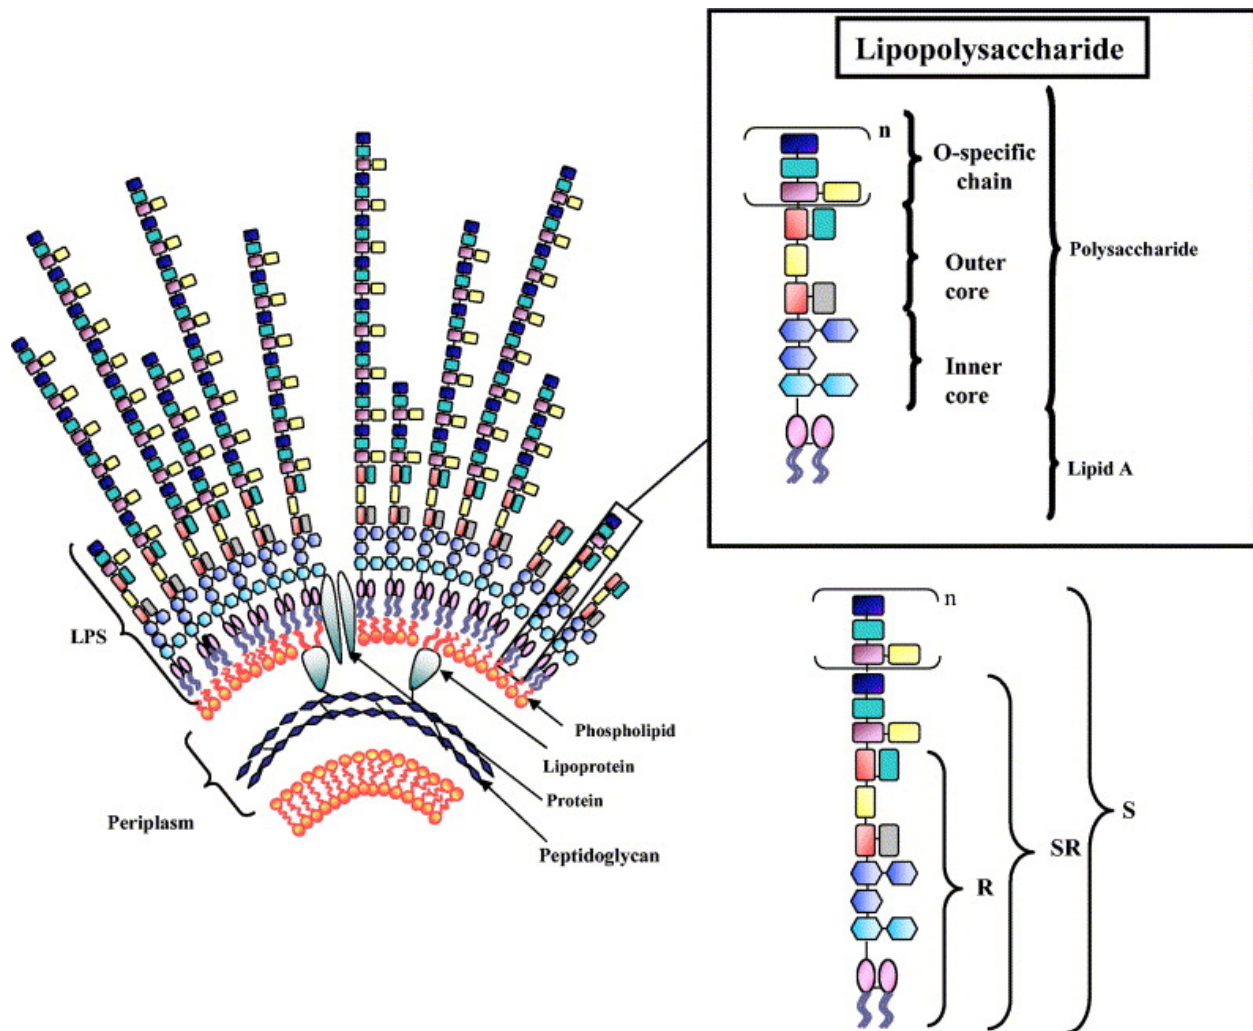 Lipopolysaccharide
n
O-specific
chain
Outer
core
Inner
core
Polysaccharide
Lipid A
LPS
Periplasm
Phospholipid
Lipoprotein
Protein
Peptidoglycan
n
R
SR
S